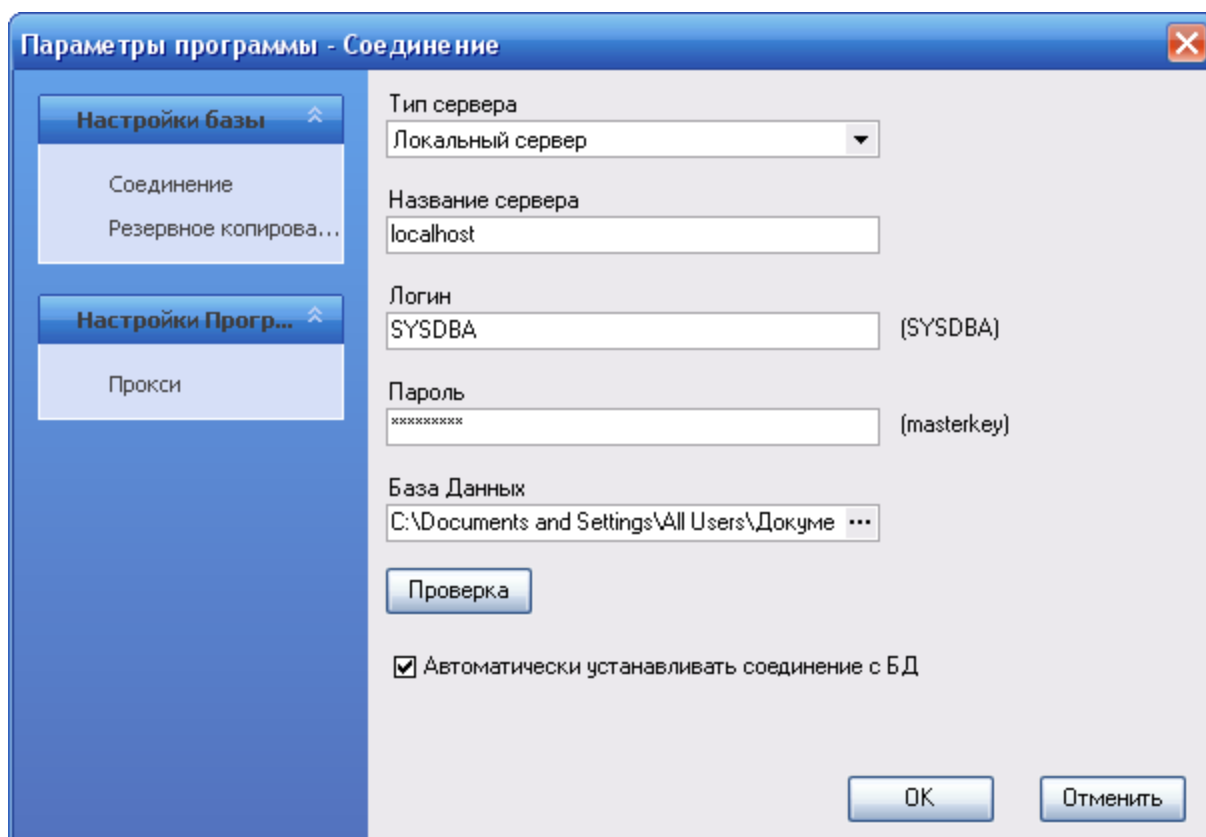 Параметры программы - Соединение
Настройки базы
Соединение
Резервное копирова...
Настройки Прогр...
Прокси
Тип сервера
Локальный сервер
Название сервера
localhost
Логин
SYSDBA
(SYSDBA)
Пароль
*********
(masterkey)
База Данных
C:\Documents and Settings\All Users\Докуме ...
Проверка
Автоматически устанавливать соединение с БД
OK
Отменить